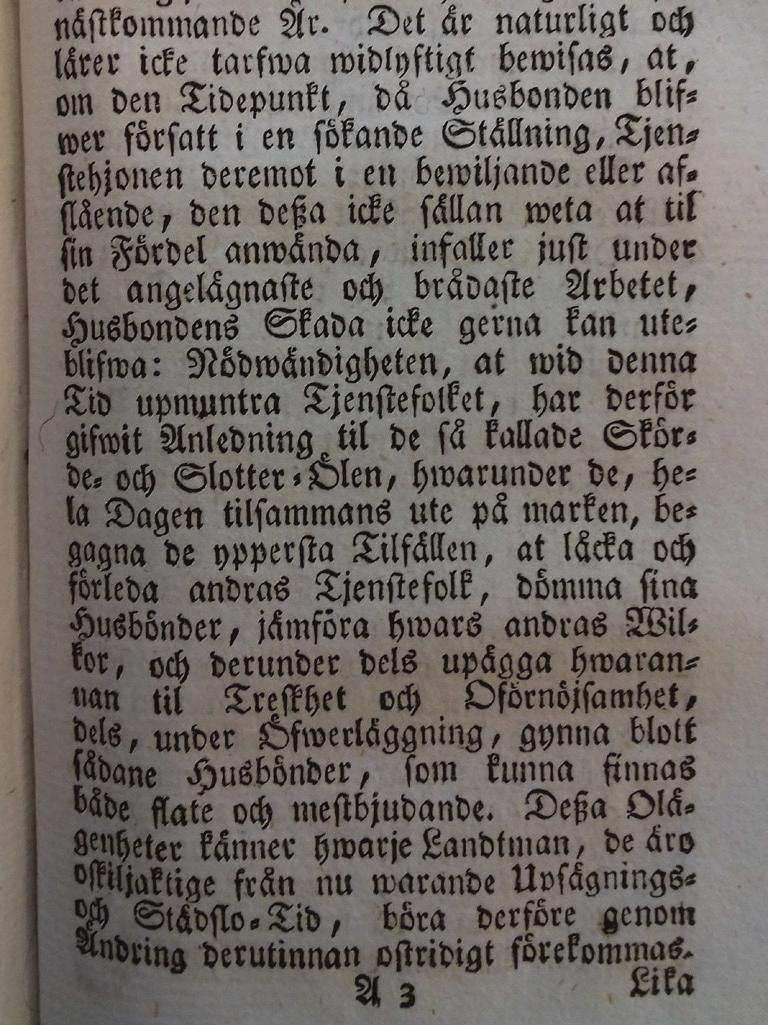 näſtkommande År. Det är naturligt och
lärer icke tarfwa widlyftigt bewiſas, at,
om den Tidepunkt, då Husbonden blif-
wer förſatt i en ſökande Ställning, Tjen-
ſtehjonen deremot i en bewiljande eller af-
ſlående, den deßa icke ſällan weta at til
ſin Fördel anwända, infaller juſt under
det angelägnaſte och brådaſte Arbetet,
Husbondens Skada icke gerna kan ute-
blifwa: Nödwändigheten, at wid denna
Tid upmuntra Tjenſtefolket, har derför
gifwit Anledning til de ſå kallade Skör-
de- och Slotter-Ölen, hwarunder de, he-
la Dagen tilſammans ute på marken, be-
gagna de ypperſta Tilfällen, at låcka och
förleda andras Tjenſtefolk, dömma ſina
Husbönder, jämföra hwars andras Wil-
kor, och derunder dels upägga hwaran-
nan til Treſkhet och Oförnöjſamhet,
dels, under Öfwerläggning, gynna blott
ſådane Husbönder, ſom kunna finnas
både flate och meſtbjudande. Deßa Olä-
genheter känner hwarje Landtman, de äro
oſkiljaktige från nu warande Upſägnings-
och Städſlo-Tid, böra derföre genom
Ändring derutinnan oſtridigt förekommas.
A 3 Lika